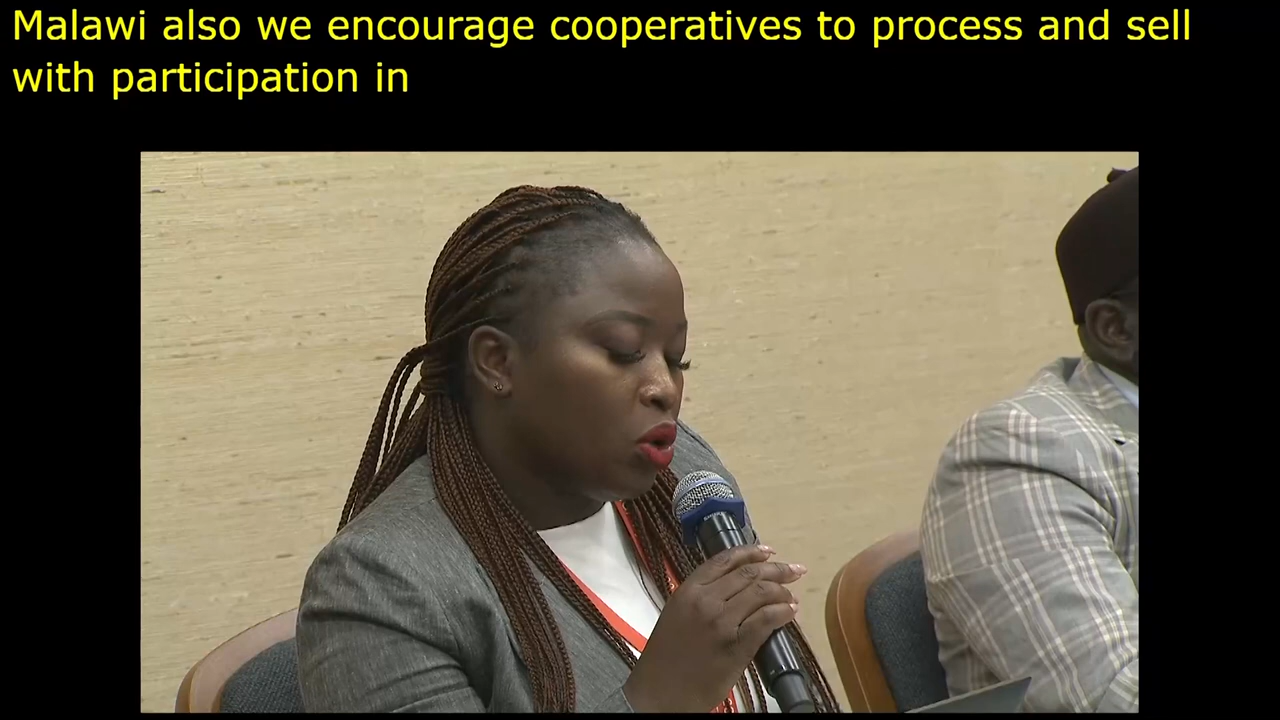 Malawi also we encourage cooperatives to process and sell
with participation in